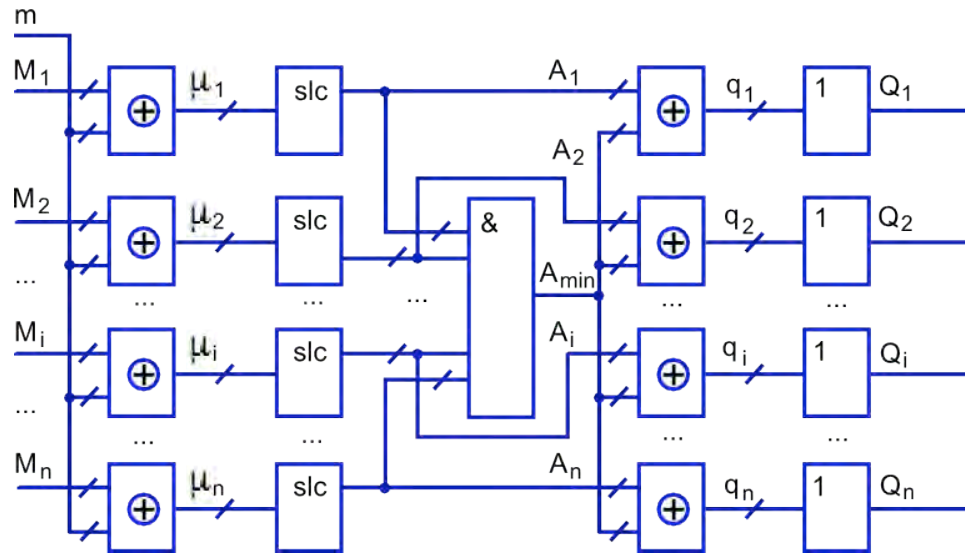 m
M1 ⊕ μ1 slc A1 ⊕ q1 1 Q1
A2
M2 ⊕ μ2 slc & ⊕ q2 1 Q2
... ... ... ... Amin ... ...
Mi ⊕ μi slc Ai ⊕ qi 1 Qi
... ... ... ... ...
Mn ⊕ μn slc An ⊕ qn 1 Qn